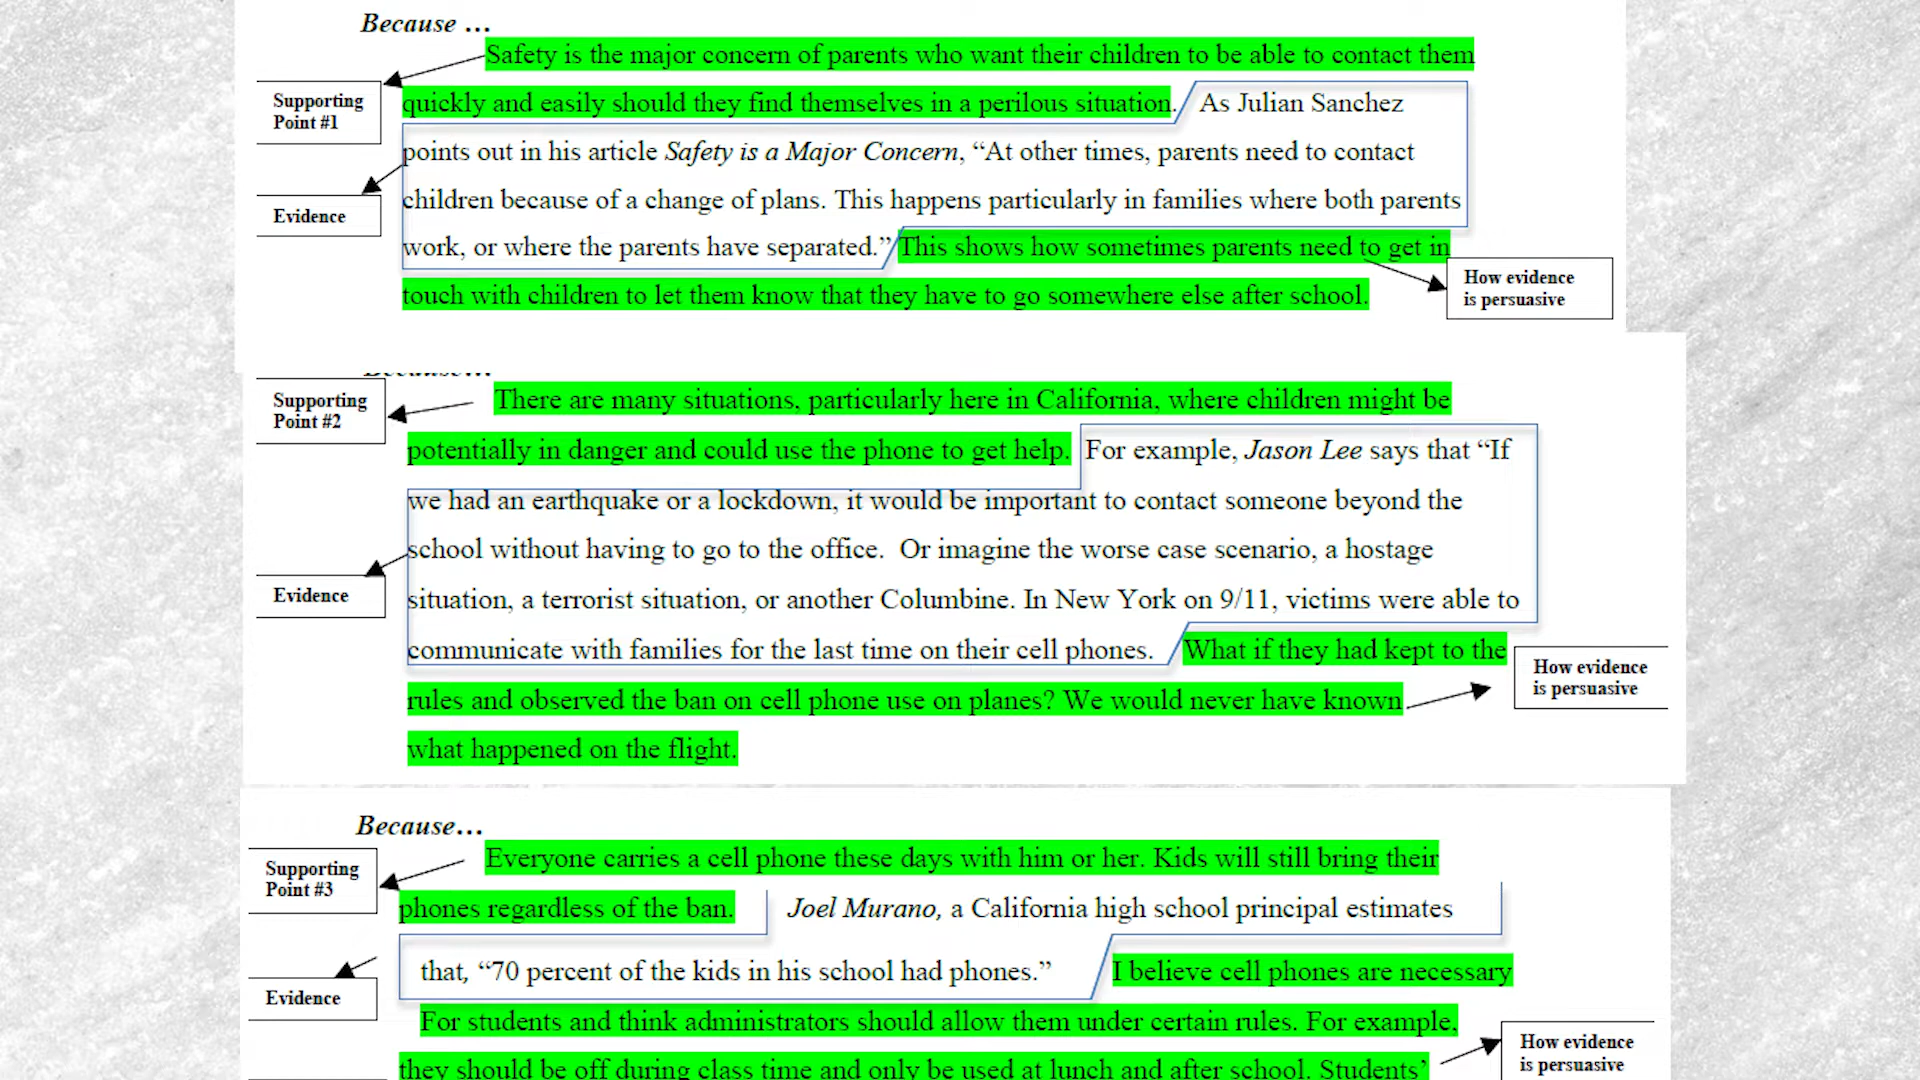 Because …
Safety is the major concern of parents who want their children to be able to contact them
Supporting
Point #1
quickly and easily should they find themselves in a perilous situation. As Julian Sanchez
points out in his article Safety is a Major Concern, “At other times, parents need to contact
Evidence
children because of a change of plans. This happens particularly in families where both parents
work, or where the parents have separated.” This shows how sometimes parents need to get in
How evidence
is persuasive
touch with children to let them know that they have to go somewhere else after school.
Because…
Supporting
Point #2
There are many situations, particularly here in California, where children might be
potentially in danger and could use the phone to get help. For example, Jason Lee says that “If
we had an earthquake or a lockdown, it would be important to contact someone beyond the
school without having to go to the office. Or imagine the worse case scenario, a hostage
Evidence
situation, a terrorist situation, or another Columbine. In New York on 9/11, victims were able to
communicate with families for the last time on their cell phones. What if they had kept to the
How evidence
is persuasive
rules and observed the ban on cell phone use on planes? We would never have known
what happened on the flight.
Because…
Supporting
Point #3
Everyone carries a cell phone these days with him or her. Kids will still bring their
phones regardless of the ban. Joel Murano, a California high school principal estimates
that, “70 percent of the kids in his school had phones.” I believe cell phones are necessary
Evidence
For students and think administrators should allow them under certain rules. For example,
How evidence
is persuasive
they should be off during class time and only be used at lunch and after school. Students’